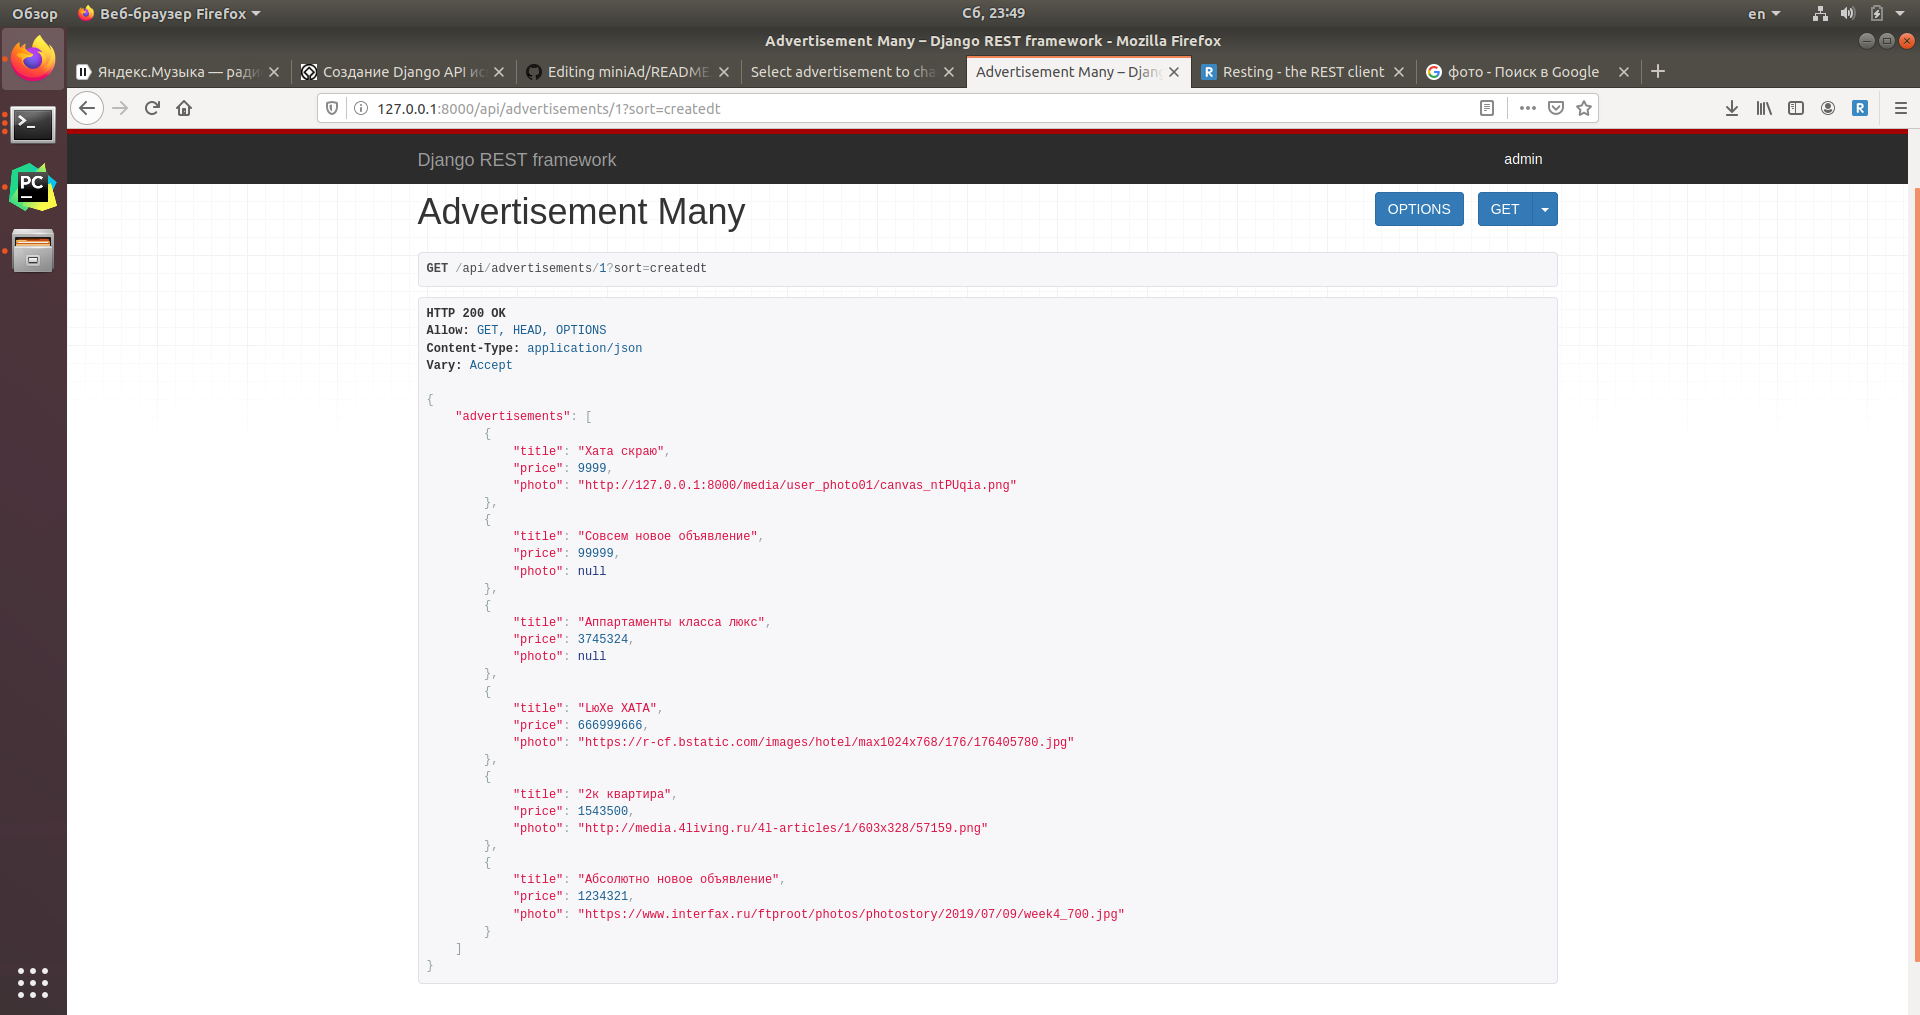 Обзор Веб-браузер Firefox Сб, 23:49 en
Advertisement Many – Django REST framework - Mozilla Firefox
Яндекс.Музыка — ради Создание Django API ис Editing miniAd/README Select advertisement to cha Advertisement Many – Djang Resting - the REST client фото - Поиск в Google
127.0.0.1:8000/api/advertisements/1?sort=createdt
Django REST framework admin
Advertisement Many OPTIONS GET
GET /api/advertisements/1?sort=createdt
HTTP 200 OK
Allow: GET, HEAD, OPTIONS
Content-Type: application/json
Vary: Accept
{
"advertisements": [
{
"title": "Хата скраю",
"price": 9999,
"photo": "http://127.0.0.1:8000/media/user_photo01/canvas_ntPUqia.png"
},
{
"title": "Совсем новое объявление",
"price": 99999,
"photo": null
},
{
"title": "Аппартаменты класса люкс",
"price": 3745324,
"photo": null
},
{
"title": "LюXe XATA",
"price": 666999666,
"photo": "https://r-cf.bstatic.com/images/hotel/max1024x768/176/176405780.jpg"
},
{
"title": "2к квартира",
"price": 1543500,
"photo": "http://media.4living.ru/4l-articles/1/603x328/57159.png"
},
{
"title": "Абсолютно новое объявление",
"price": 1234321,
"photo": "https://www.interfax.ru/ftproot/photos/photostory/2019/07/09/week4_700.jpg"
}
]
}